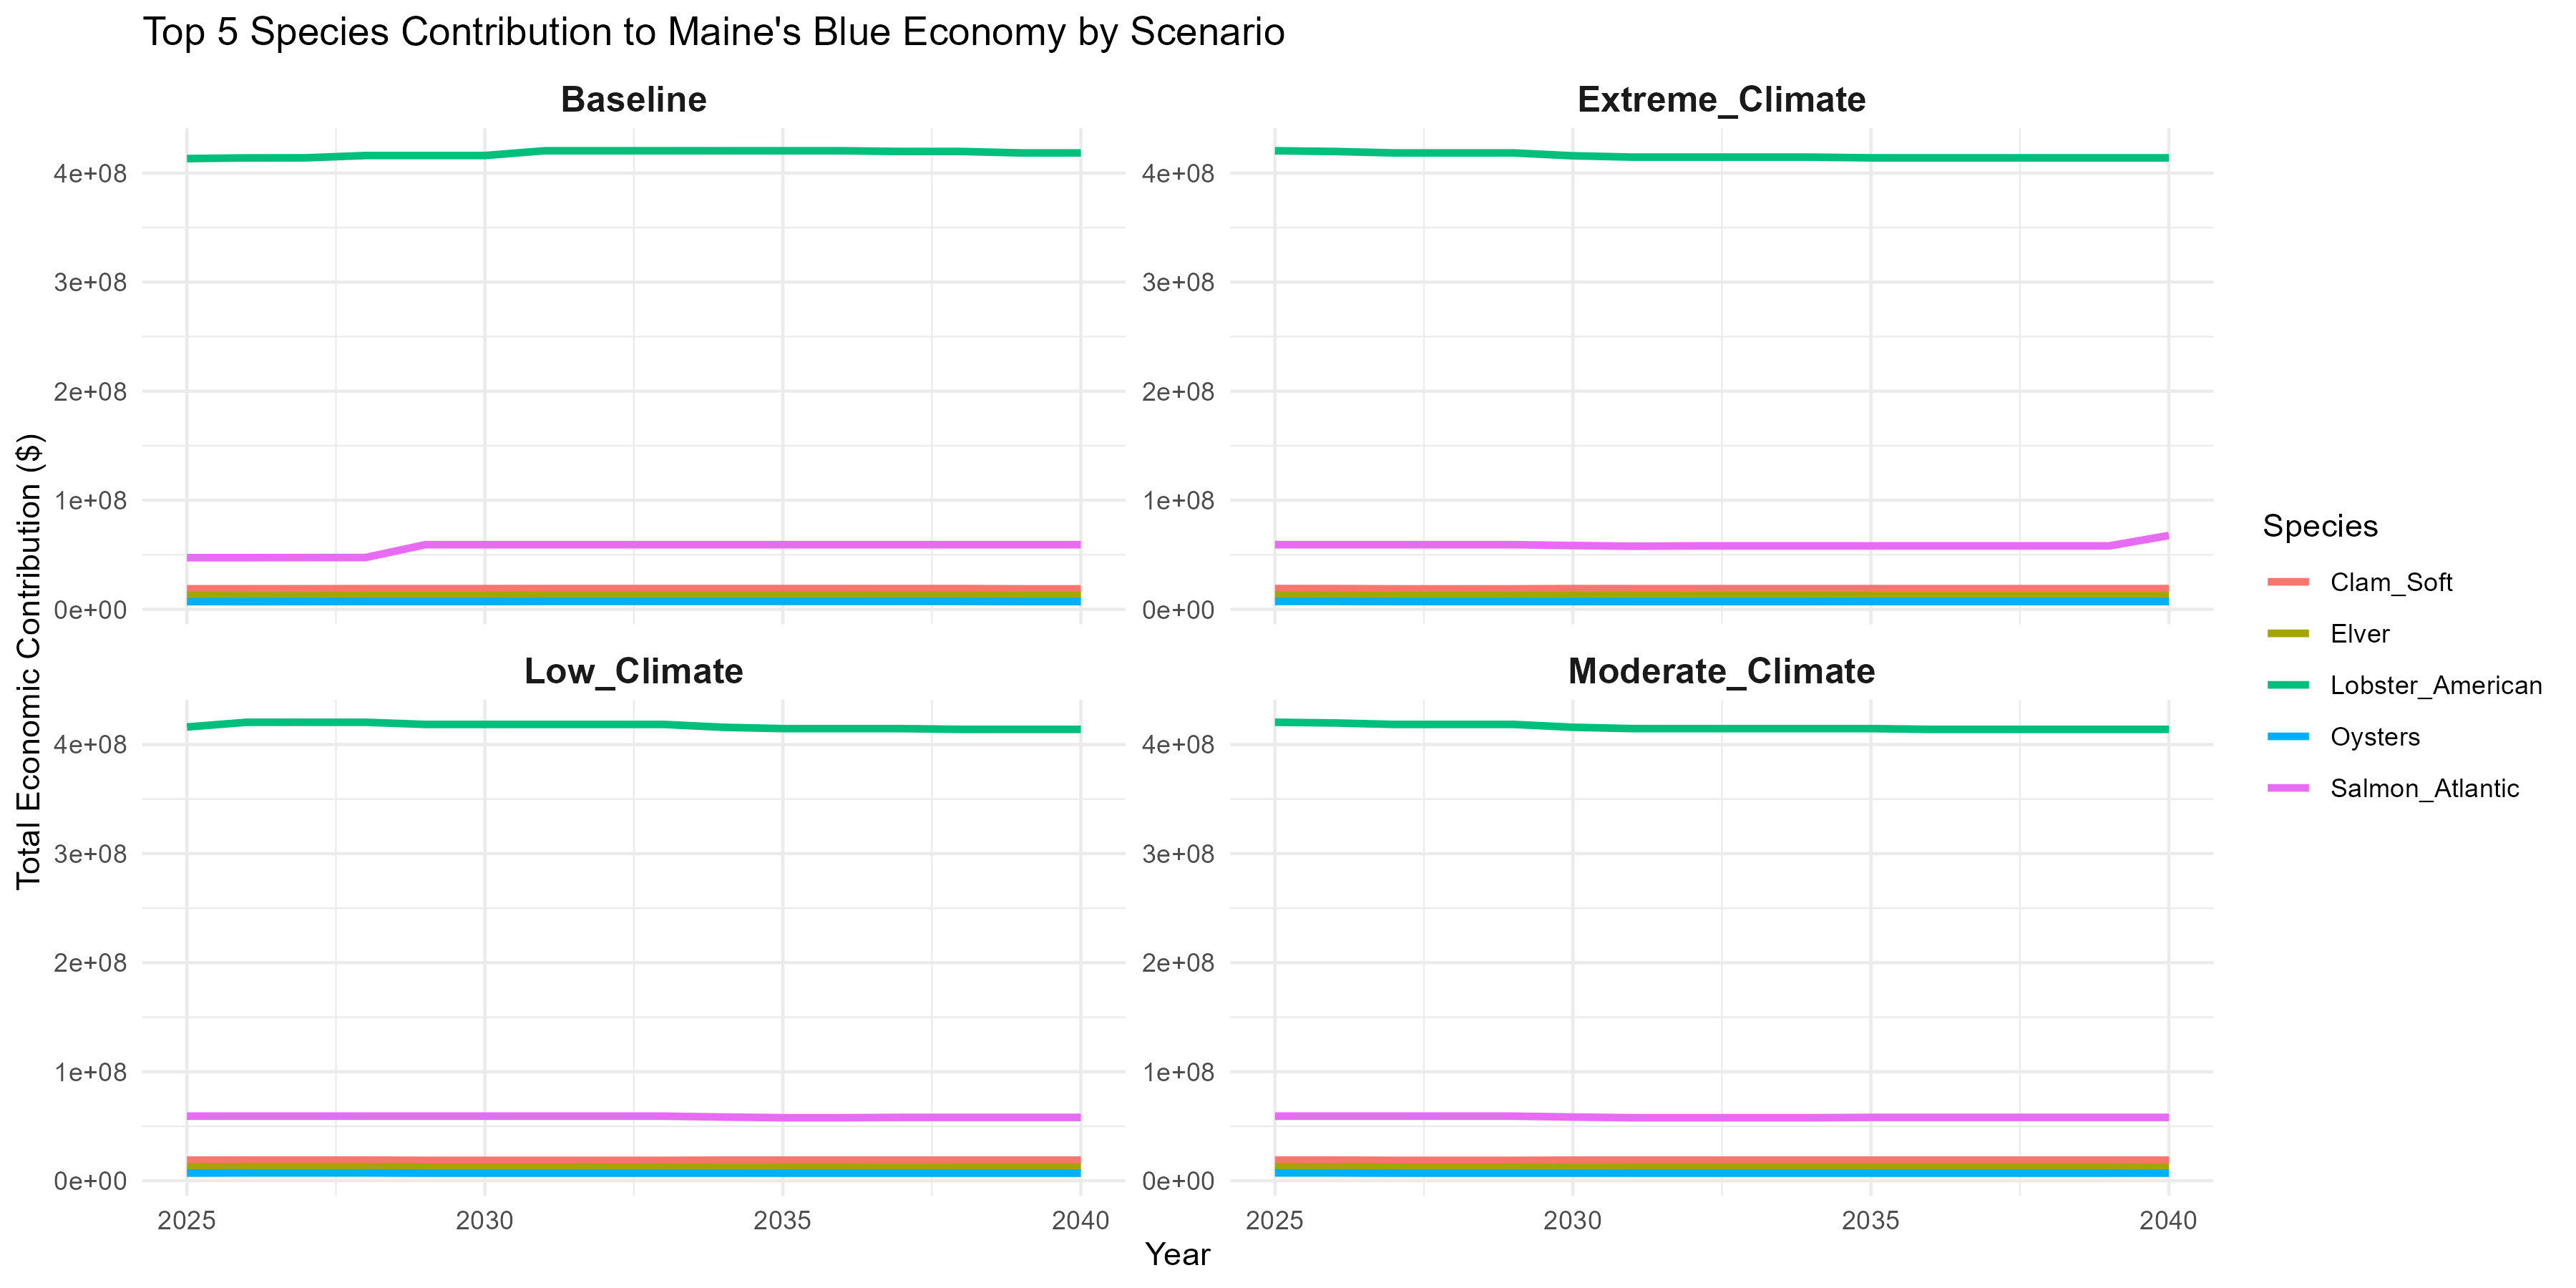 Top 5 Species Contribution to Maine's Blue Economy by Scenario
Baseline
Extreme_Climate
4e+08
3e+08
2e+08
1e+08
0e+00
4e+08
3e+08
2e+08
1e+08
0e+00
Low_Climate
Moderate_Climate
4e+08
3e+08
2e+08
1e+08
0e+00
4e+08
3e+08
2e+08
1e+08
0e+00
2025 2030 2035 2040
2025 2030 2035 2040
Year
Total Economic Contribution ($)
Species
Clam_Soft
Elver
Lobster_American
Oysters
Salmon_Atlantic